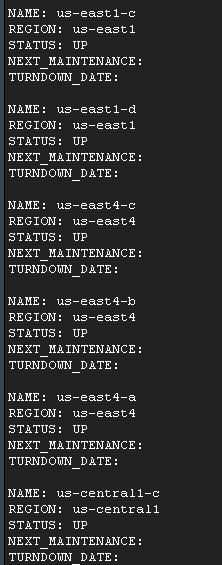 NAME: us-east1-c
REGION: us-east1
STATUS: UP
NEXT_MAINTENANCE:
TURNDOWN_DATE:

NAME: us-east1-d
REGION: us-east1
STATUS: UP
NEXT_MAINTENANCE:
TURNDOWN_DATE:

NAME: us-east4-c
REGION: us-east4
STATUS: UP
NEXT_MAINTENANCE:
TURNDOWN_DATE:

NAME: us-east4-b
REGION: us-east4
STATUS: UP
NEXT_MAINTENANCE:
TURNDOWN_DATE:

NAME: us-east4-a
REGION: us-east4
STATUS: UP
NEXT_MAINTENANCE:
TURNDOWN_DATE:

NAME: us-central1-c
REGION: us-central1
STATUS: UP
NEXT_MAINTENANCE:
TURNDOWN_DATE: